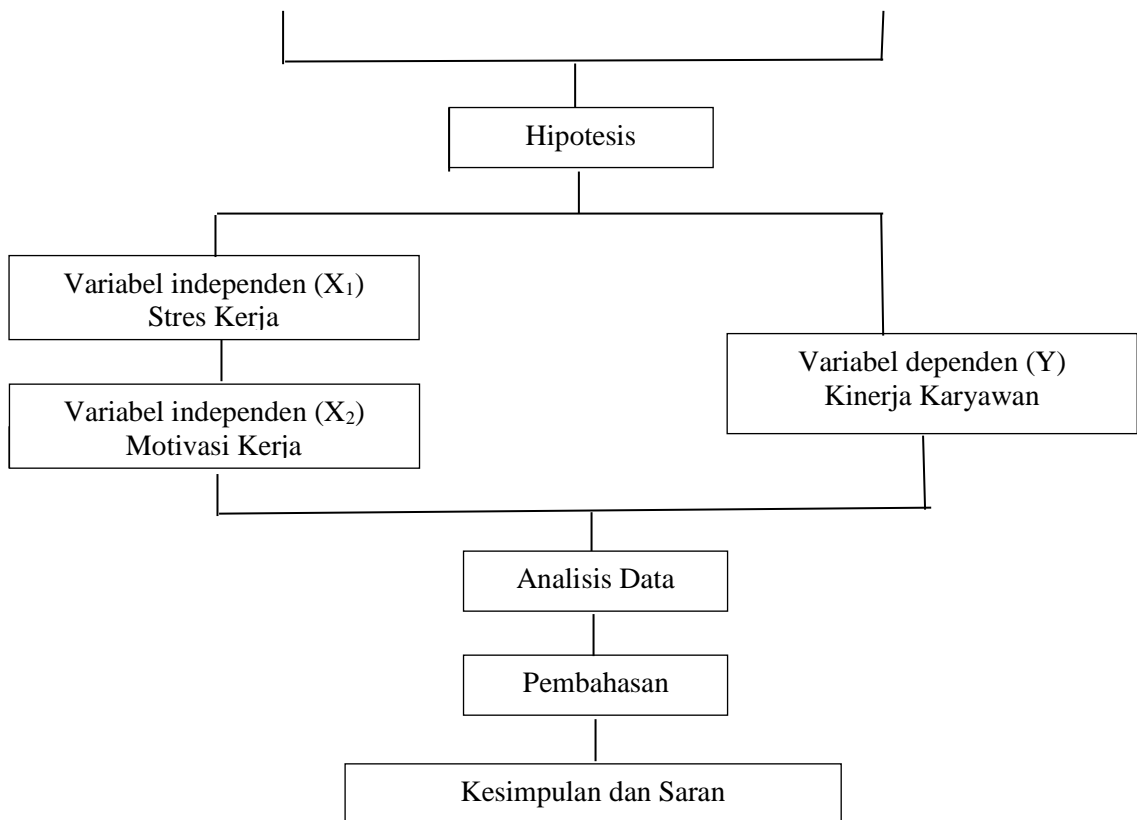 Hipotesis
Variabel independen (X₁)
Stres Kerja
Variabel independen (X₂)
Motivasi Kerja
Variabel dependen (Y)
Kinerja Karyawan
Analisis Data
Pembahasan
Kesimpulan dan Saran